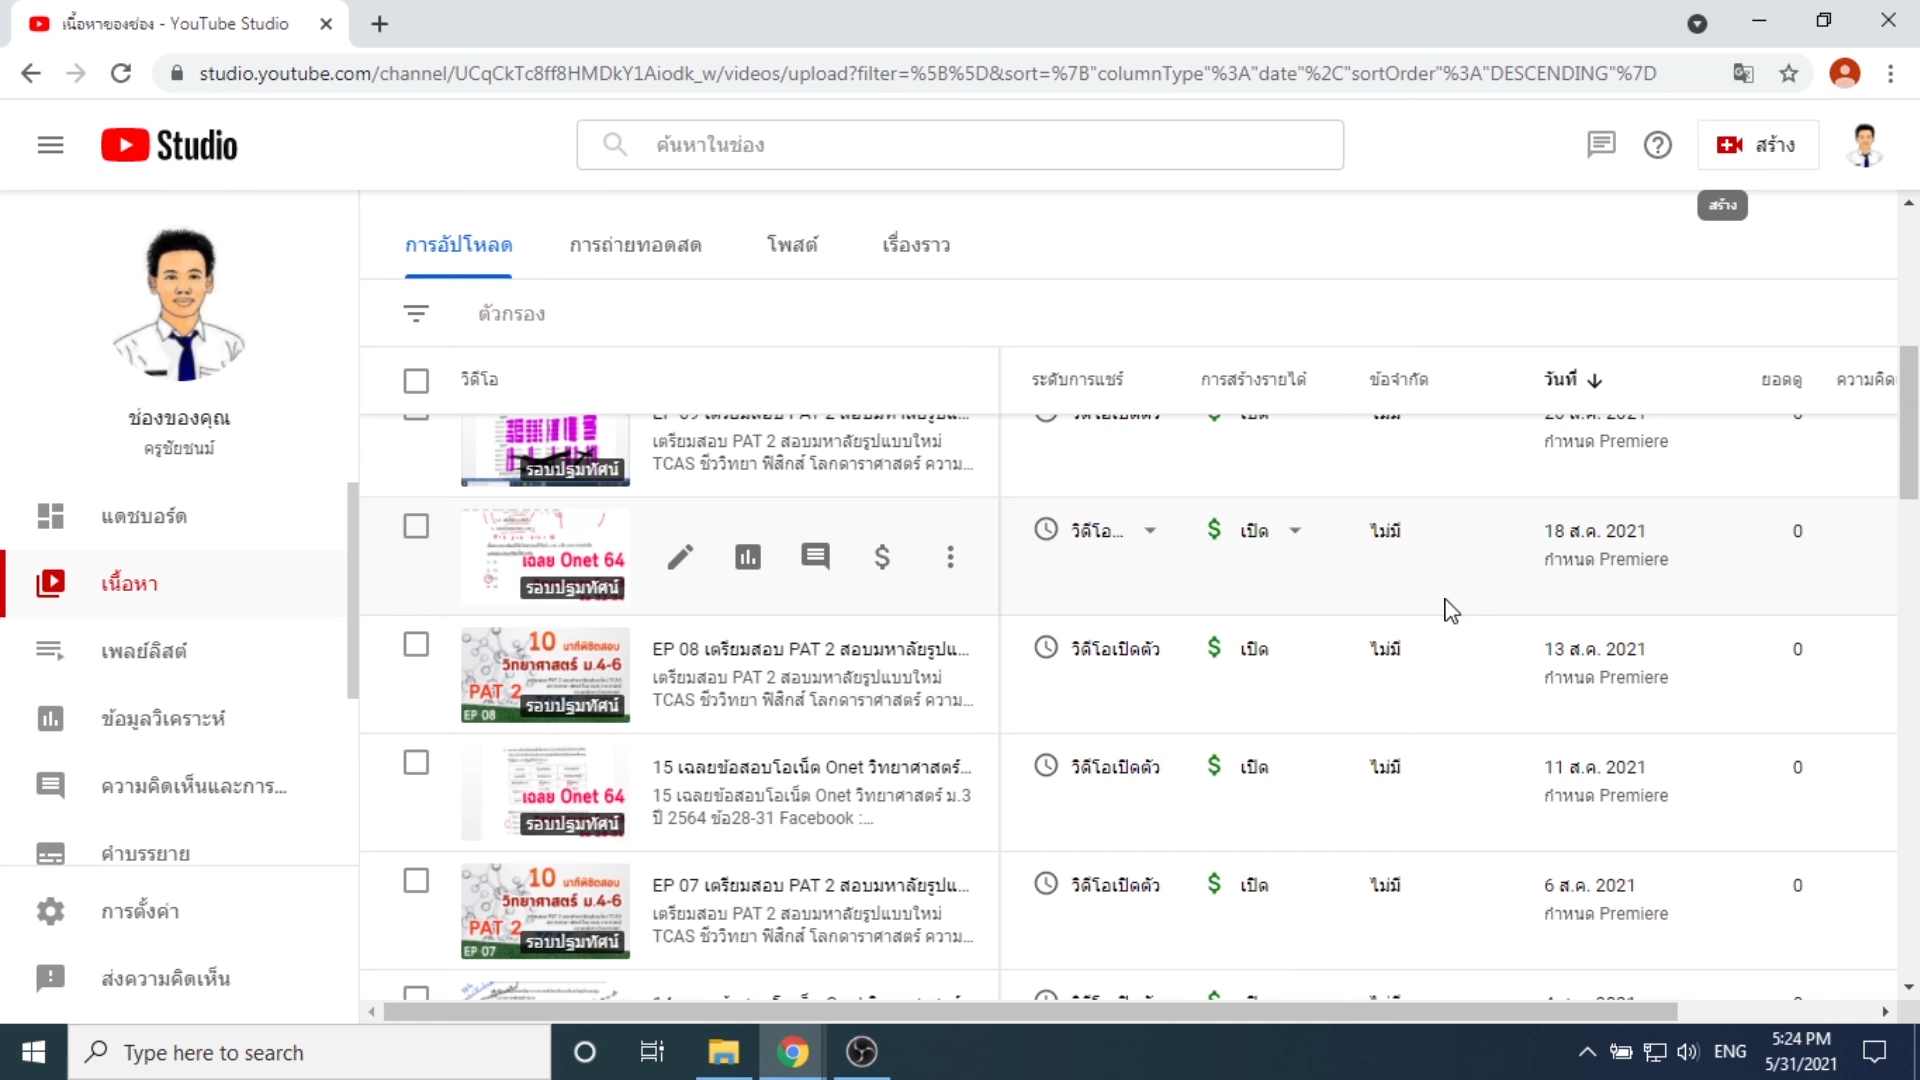 เนื้อหาของช่อง - YouTube Studio
studio.youtube.com/channel/UCqCkTc8ff8HMDkY1Aiodk_w/videos/upload?filter=%5B%5D&sort=%7B"columnType"%3A"date"%2C"sortOrder"%3A"DESCENDING"%7D
Studio
ค้นหาในช่อง
สร้าง
สร้าง
การอัปโหลด การถ่ายทอดสด โพสต์ เรื่องราว
ตัวกรอง
วิดีโอ ระดับการแชร์ การสร้างรายได้ ข้อจำกัด วันที่ ยอดดู
ช่องของคุณ
ครูชัยชนม์
แดชบอร์ด
เนื้อหา
เพลย์ลิสต์
ข้อมูลวิเคราะห์
ความคิดเห็นและการ...
คำบรรยาย
การตั้งค่า
ส่งความคิดเห็น
เตรียมสอบ PAT 2 สอบมหาลัยรูปแบบใหม่
TCAS ชีววิทยา ฟิสิกส์ โลกดาราศาสตร์ ความ...
รอบปฐมทัศน์
กำหนด Premiere
เฉลย Onet 64
รอบปฐมทัศน์
วิดีโอ... เปิด ไม่มี 18 ส.ค. 2021 0
กำหนด Premiere
10 นาทีพิชิตสอบ
วิทยาศาสตร์ ม.4-6
PAT 2
รอบปฐมทัศน์
EP 08
EP 08 เตรียมสอบ PAT 2 สอบมหาลัยรูปแ... วิดีโอเปิดตัว เปิด ไม่มี 13 ส.ค. 2021 0
เตรียมสอบ PAT 2 สอบมหาลัยรูปแบบใหม่ กำหนด Premiere
TCAS ชีววิทยา ฟิสิกส์ โลกดาราศาสตร์ ความ...
เฉลย Onet 64
รอบปฐมทัศน์
15 เฉลยข้อสอบโอเน็ต Onet วิทยาศาสตร์... วิดีโอเปิดตัว เปิด ไม่มี 11 ส.ค. 2021 0
15 เฉลยข้อสอบโอเน็ต Onet วิทยาศาสตร์ ม.3 กำหนด Premiere
ปี 2564 ข้อ28-31 Facebook :...
10 นาทีพิชิตสอบ
วิทยาศาสตร์ ม.4-6
PAT 2
รอบปฐมทัศน์
EP 07
EP 07 เตรียมสอบ PAT 2 สอบมหาลัยรูปแ... วิดีโอเปิดตัว เปิด ไม่มี 6 ส.ค. 2021 0
เตรียมสอบ PAT 2 สอบมหาลัยรูปแบบใหม่ กำหนด Premiere
TCAS ชีววิทยา ฟิสิกส์ โลกดาราศาสตร์ ความ...
Type here to search
ENG
5:24 PM
5/31/2021